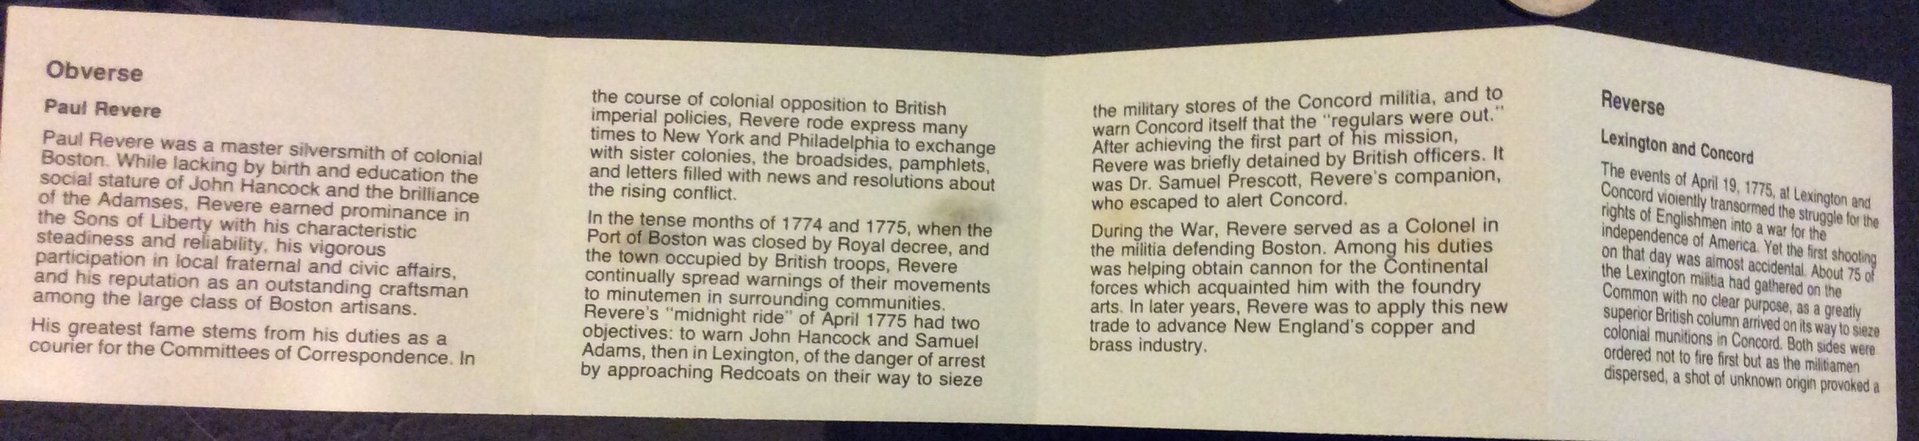 Obverse
Paul Revere
Paul Revere was a master silversmith of colonial
Boston. While lacking by birth and education the
social stature of John Hancock and the brilliance
of the Adamses, Revere earned prominance in
the Sons of Liberty with his characteristic
steadiness and reliability, his vigorous
participation in local fraternal and civic affairs,
and his reputation as an outstanding craftsman
among the large class of Boston artisans.
His greatest fame stems from his duties as a
courier for the Committees of Correspondence. In
the course of colonial opposition to British
imperial policies, Revere rode express many
times to New York and Philadelphia to exchange
with sister colonies, the broadsides, pamphlets,
and letters filled with news and resolutions about
the rising conflict.
In the tense months of 1774 and 1775, when the
Port of Boston was closed by Royal decree, and
the town occupied by British troops, Revere
continually spread warnings of their movements
to minutemen in surrounding communities.
Revere's "midnight ride" of April 1775 had two
objectives: to warn John Hancock and Samuel
Adams, then in Lexington, of the danger of arrest
by approaching Redcoats on their way to sieze
the military stores of the Concord militia, and to
warn Concord itself that the "regulars were out."
After achieving the first part of his mission,
Revere was briefly detained by British officers. It
was Dr. Samuel Prescott, Revere's companion,
who escaped to alert Concord.
During the War, Revere served as a Colonel in
the militia defending Boston. Among his duties
was helping obtain cannon for the Continental
forces which acquainted him with the foundry
arts. In later years, Revere was to apply this new
trade to advance New England's copper and
brass industry.
Reverse
Lexington and Concord
The events of April 19, 1775, at Lexington and
Concord violently transormed the struggle for the
rights of Englishmen into a war for the
independence of America. Yet the first shooting
on that day was almost accidental. About 75 of
the Lexington militia had gathered on the
Common with no clear purpose, as a greatly
superior British column arrived on its way to sieze
colonial munitions in Concord. Both sides were
ordered not to fire first but as the militiamen
dispersed, a shot of unknown origin provoked a